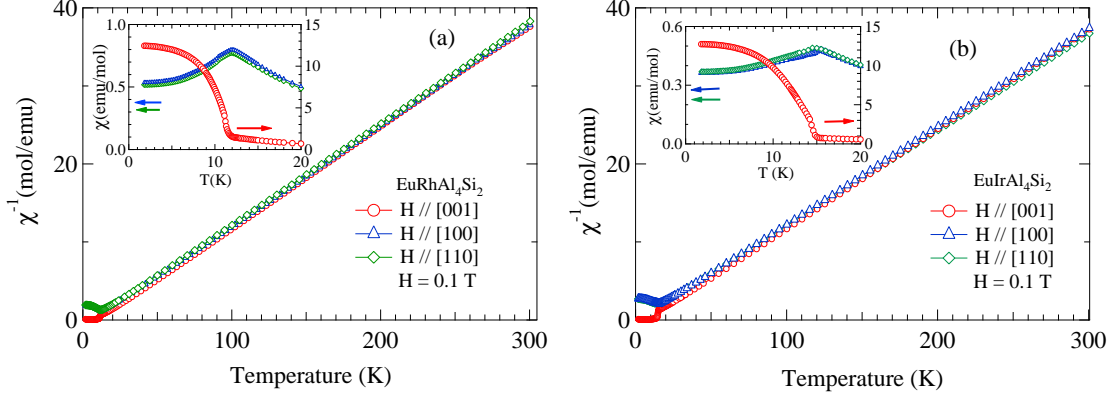 (a)
χ⁻¹(mol/emu)
40
20
0
0
100
200
300
Temperature (K)
χ(emu/mol)
1.0
0.5
0.0
15
10
5
0
10
20
T(K)
EuRhAl₄Si₂
H // [001]
H // [100]
H // [110]
H = 0.1 T
(b)
χ⁻¹(mol/emu)
40
20
0
0
100
200
300
Temperature (K)
χ(emu/mol)
0.6
0.3
0.0
15
10
5
0
0
10
20
T (K)
EuIrAl₄Si₂
H // [001]
H // [100]
H // [110]
H = 0.1 T